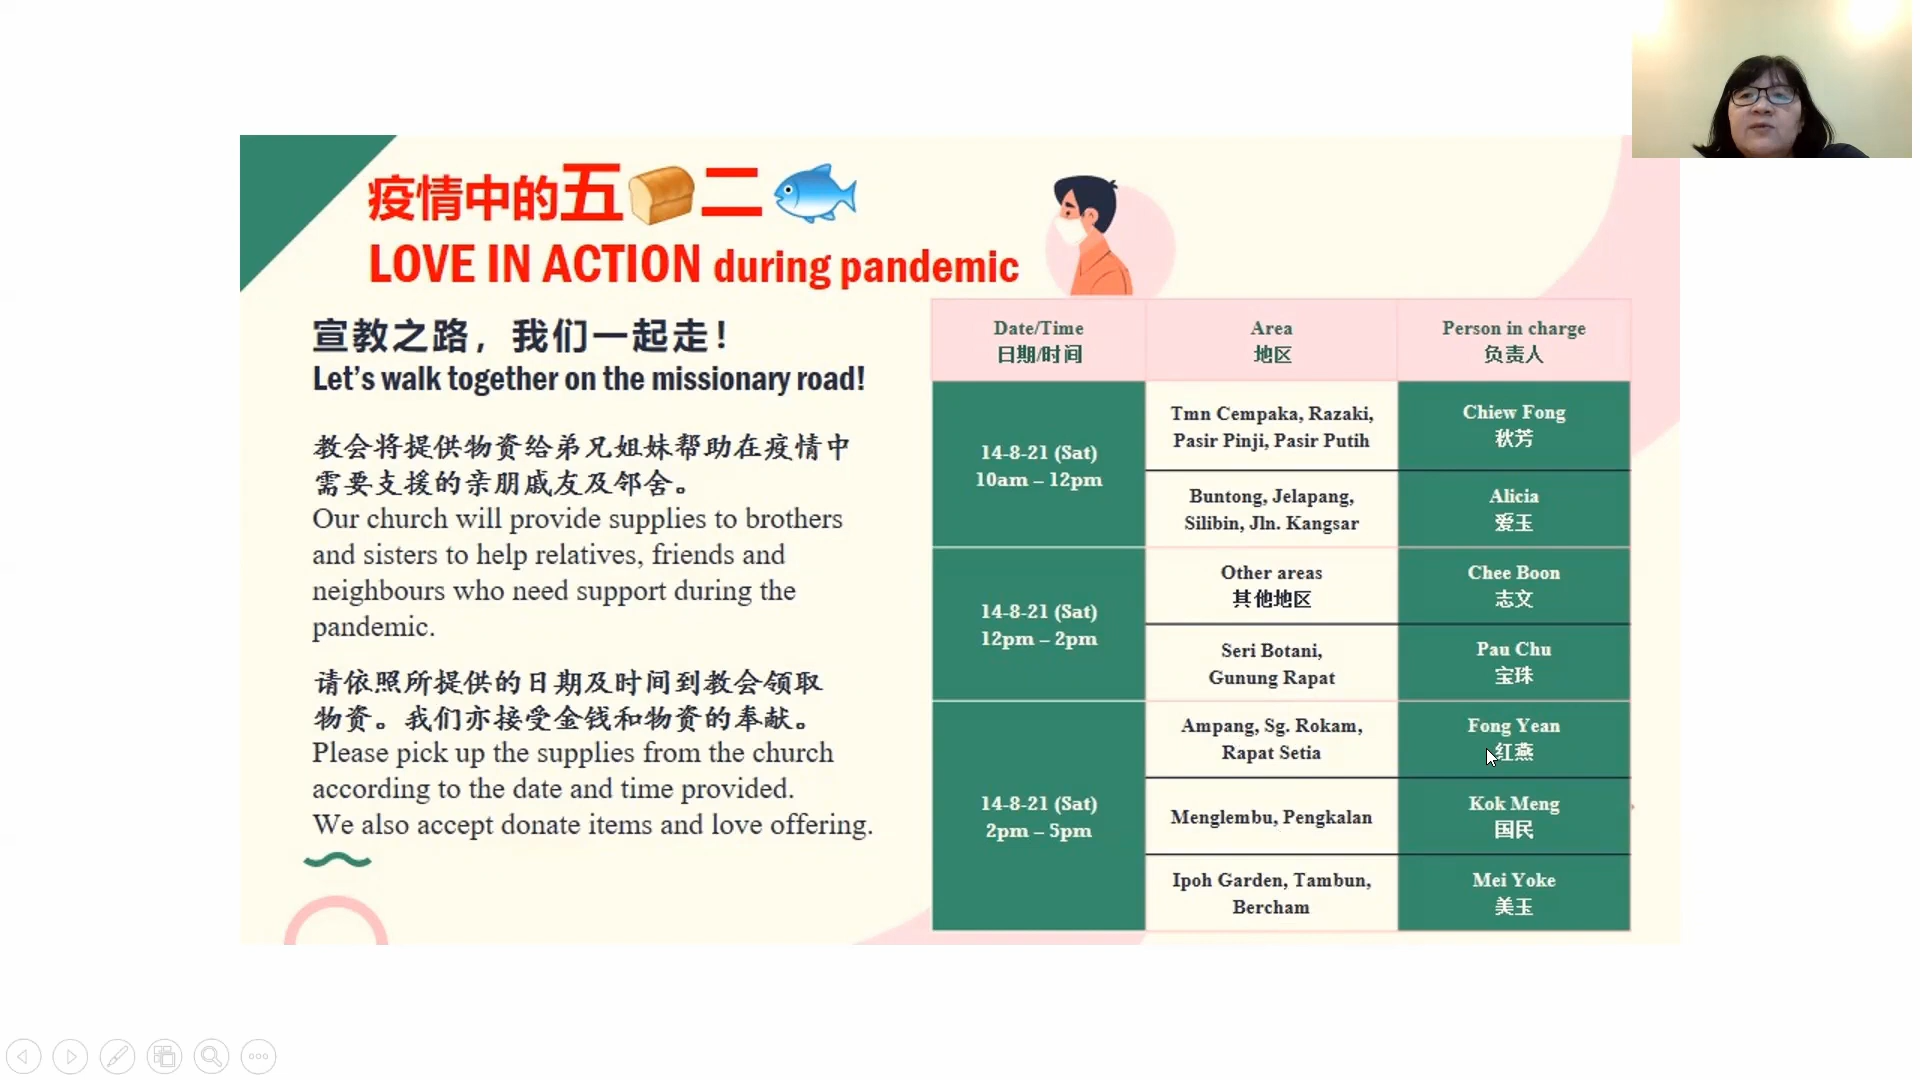 疫情中的五二
LOVE IN ACTION during pandemic
宣教之路，我们一起走！
Let's walk together on the missionary road!
教会将提供物资给弟兄姐妹帮助在疫情中
需要支援的亲朋戚友及邻舍。
Our church will provide supplies to brothers
and sisters to help relatives, friends and
neighbours who need support during the
pandemic.
请依照所提供的日期及时间到教会领取
物资。我们亦接受金钱和物资的奉献。
Please pick up the supplies from the church
according to the date and time provided.
We also accept donate items and love offering.
Date/Time
日期/时间
Area
地区
Person in charge
负责人
14-8-21 (Sat)
10am – 12pm
Tmn Cempaka, Razaki,
Pasir Pinji, Pasir Putih
Chiew Fong
秋芳
Buntong, Jelapang,
Silibin, Jln. Kangsar
Alicia
爱玉
14-8-21 (Sat)
12pm – 2pm
Other areas
其他地区
Chee Boon
志文
Seri Botani,
Gunung Rapat
Pau Chu
宝珠
14-8-21 (Sat)
2pm – 5pm
Ampang, Sg. Rokam,
Rapat Setia
Fong Yean
红燕
Menglembu, Pengkalan
Kok Meng
国民
Ipoh Garden, Tambun,
Bercham
Mei Yoke
美玉